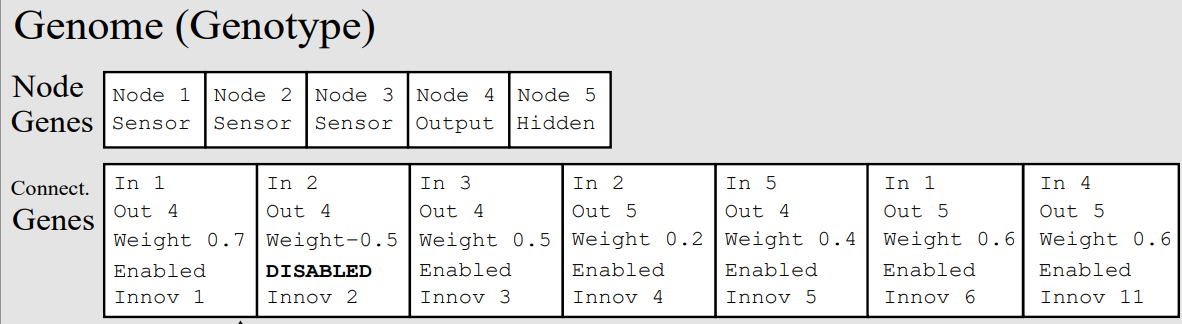 Genome (Genotype)
Node Genes
Node 1 Node 2 Node 3 Node 4 Node 5
Sensor Sensor Sensor Output Hidden
Connect. Genes
In 1 In 2 In 3 In 2 In 5 In 1 In 4
Out 4 Out 4 Out 4 Out 5 Out 4 Out 5 Out 5
Weight 0.7 Weight-0.5 Weight 0.5 Weight 0.2 Weight 0.4 Weight 0.6 Weight 0.6
Enabled DISABLED Enabled Enabled Enabled Enabled Enabled
Innov 1 Innov 2 Innov 3 Innov 4 Innov 5 Innov 6 Innov 11